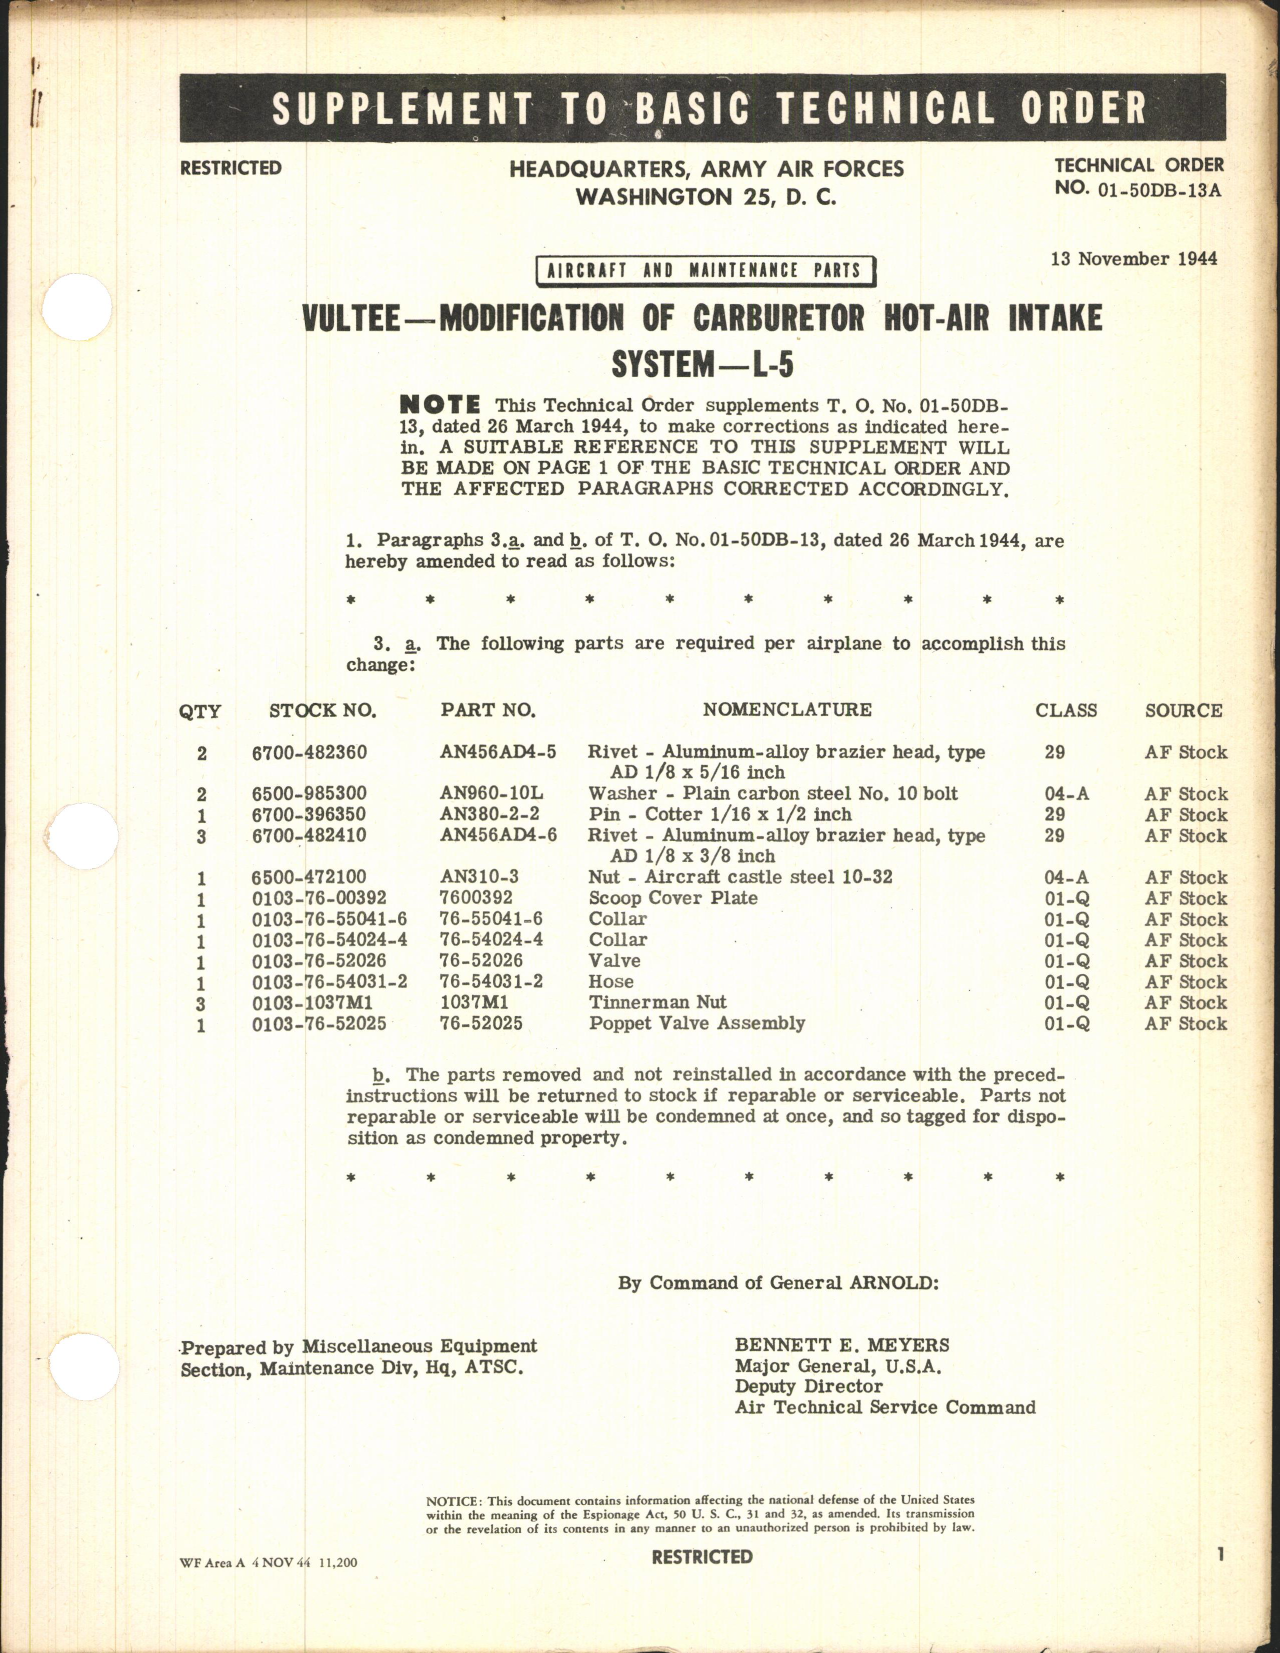 SUPPLEMENT TO BASIC TECHNICAL ORDER
RESTRICTED
HEADQUARTERS, ARMY AIR FORCES
WASHINGTON 25, D. C.
TECHNICAL ORDER
NO. 01-50DB-13A
13 November 1944
AIRCRAFT AND MAINTENANCE PARTS
VULTEE—MODIFICATION OF CARBURETOR HOT-AIR INTAKE
SYSTEM—L-5
NOTE This Technical Order supplements T. O. No. 01-50DB-
13, dated 26 March 1944, to make corrections as indicated here-
in. A SUITABLE REFERENCE TO THIS SUPPLEMENT WILL
BE MADE ON PAGE 1 OF THE BASIC TECHNICAL ORDER AND
THE AFFECTED PARAGRAPHS CORRECTED ACCORDINGLY.
1. Paragraphs 3.a. and b. of T. O. No. 01-50DB-13, dated 26 March 1944, are
hereby amended to read as follows:
* * * * * * * * * *
3. a. The following parts are required per airplane to accomplish this
change:
QTY STOCK NO. PART NO. NOMENCLATURE CLASS SOURCE
2 6700-482360 AN456AD4-5 Rivet - Aluminum-alloy brazier head, type 29 AF Stock
AD 1/8 x 5/16 inch
2 6500-985300 AN960-10L Washer - Plain carbon steel No. 10 bolt 04-A AF Stock
1 6700-396350 AN380-2-2 Pin - Cotter 1/16 x 1/2 inch 29 AF Stock
3 6700-482410 AN456AD4-6 Rivet - Aluminum-alloy brazier head, type 29 AF Stock
AD 1/8 x 3/8 inch
1 6500-472100 AN310-3 Nut - Aircraft castle steel 10-32 04-A AF Stock
1 0103-76-00392 7600392 Scoop Cover Plate 01-Q AF Stock
1 0103-76-55041-6 76-55041-6 Collar 01-Q AF Stock
1 0103-76-54024-4 76-54024-4 Collar 01-Q AF Stock
1 0103-76-52026 76-52026 Valve 01-Q AF Stock
1 0103-76-54031-2 76-54031-2 Hose 01-Q AF Stock
3 0103-1037M1 1037M1 Tinnerman Nut 01-Q AF Stock
1 0103-76-52025 76-52025 Poppet Valve Assembly 01-Q AF Stock
b. The parts removed and not reinstalled in accordance with the preced-
instructions will be returned to stock if reparable or serviceable. Parts not
reparable or serviceable will be condemned at once, and so tagged for dispo-
sition as condemned property.
* * * * * * * * * *
By Command of General ARNOLD:
Prepared by Miscellaneous Equipment
Section, Maintenance Div, Hq, ATSC.
BENNETT E. MEYERS
Major General, U.S.A.
Deputy Director
Air Technical Service Command
NOTICE: This document contains information affecting the national defense of the United States
within the meaning of the Espionage Act, 50 U. S. C., 31 and 32, as amended. Its transmission
or the revelation of its contents in any manner to an unauthorized person is prohibited by law.
WF Area A 4 NOV 44 11,200
RESTRICTED
1